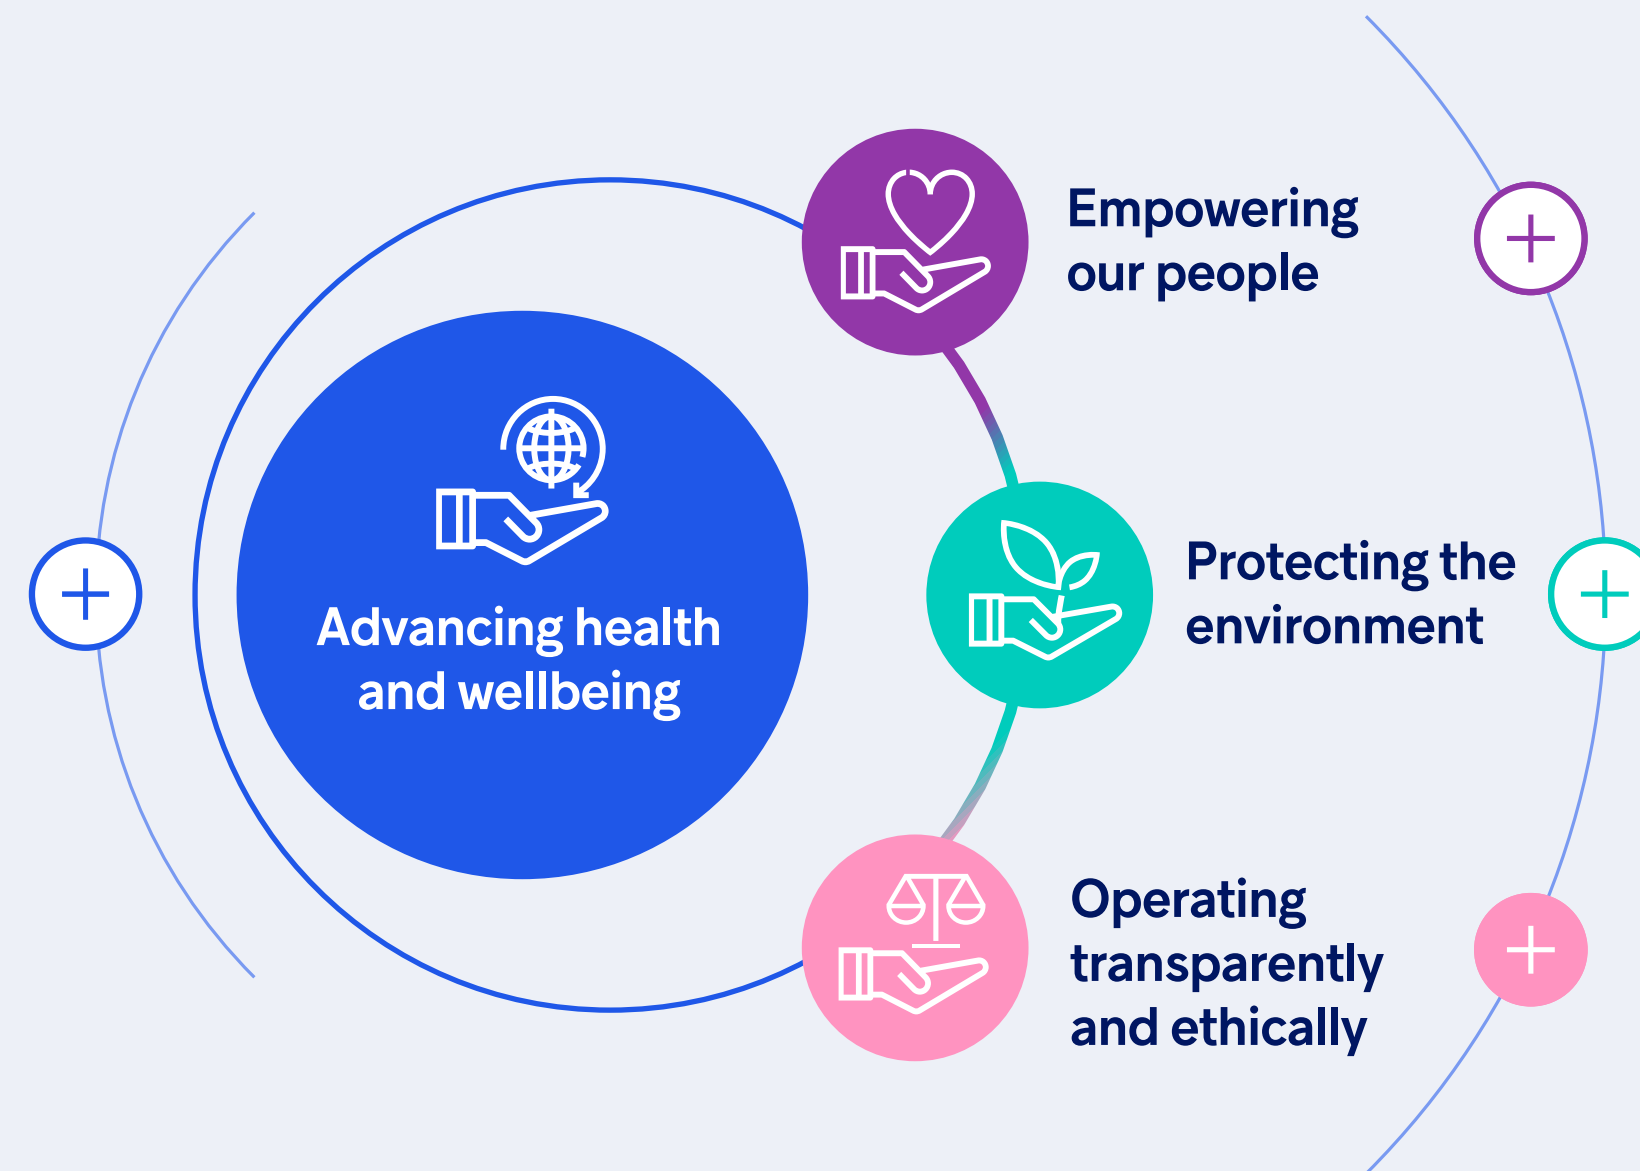 Advancing health
and wellbeing
Empowering
our people
Protecting the
environment
Operating
transparently
and ethically